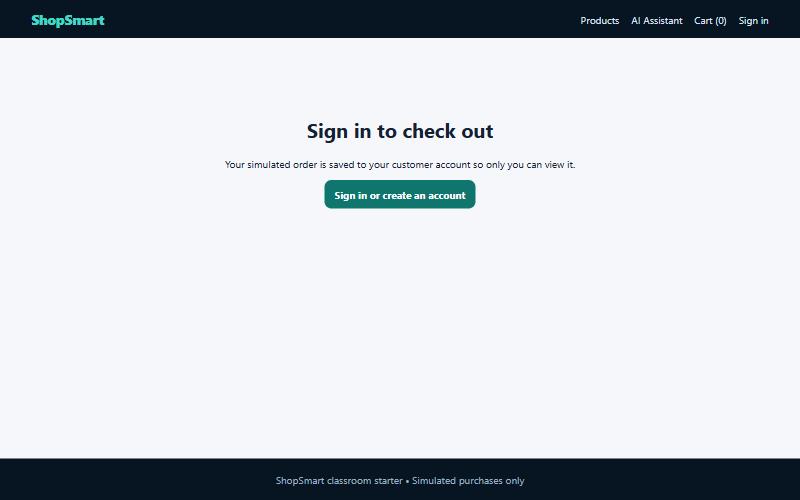 ShopSmart
Products AI Assistant Cart (0) Sign in
Sign in to check out
Your simulated order is saved to your customer account so only you can view it.
Sign in or create an account
ShopSmart classroom starter • Simulated purchases only